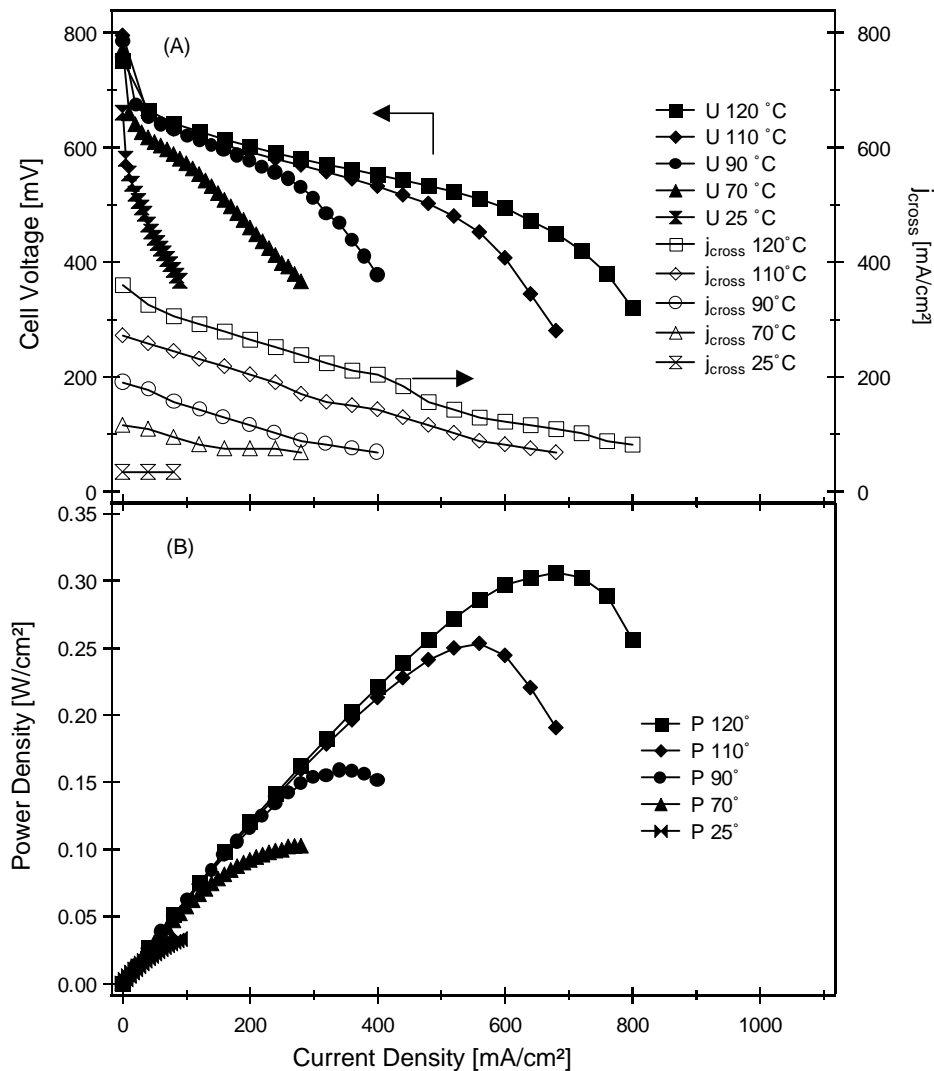 800
600
400
200
0
Cell Voltage [mV]
(A)
U 120 ˚C
U 110 ˚C
U 90 ˚C
U 70 ˚C
U 25 ˚C
jcross 120˚C
jcross 110˚C
jcross 90˚C
jcross 70˚C
jcross 25˚C
800
600
400
200
0
jcross [mA/cm²]
0.35
0.30
0.25
0.20
0.15
0.10
0.05
0.00
Power Density [W/cm²]
(B)
P 120˚
P 110˚
P 90˚
P 70˚
P 25˚
0 200 400 600 800 1000
Current Density [mA/cm²]